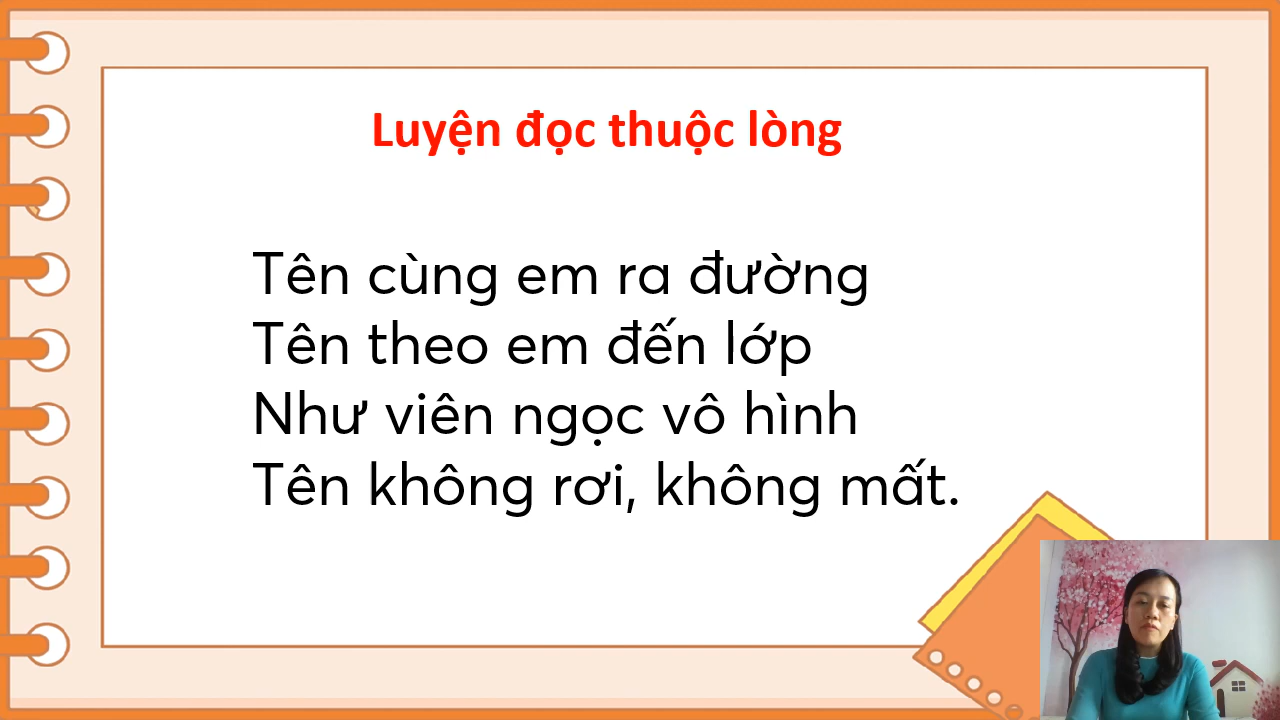 Luyện đọc thuộc lòng
Tên cùng em ra đường
Tên theo em đến lớp
Như viên ngọc vô hình
Tên không rơi, không mất.